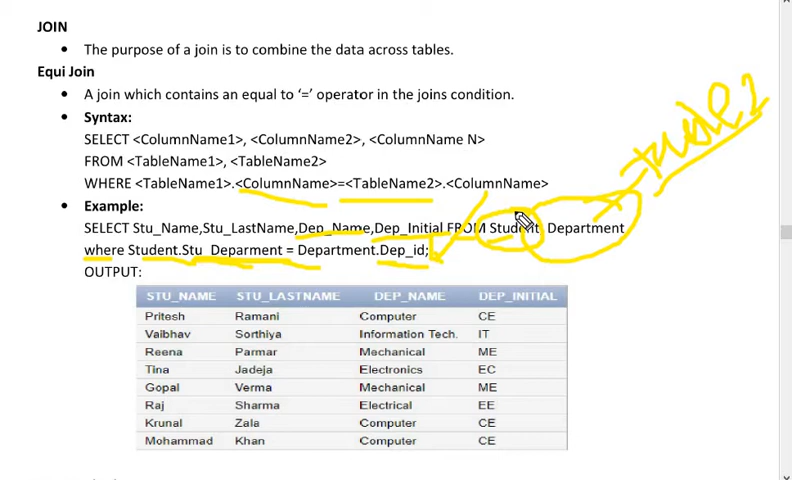 JOIN
• The purpose of a join is to combine the data across tables.
Equi Join
• A join which contains an equal to ‘=’ operator in the joins condition.
• Syntax:
SELECT <ColumnName1>, <ColumnName2>, <ColumnName N>
FROM <TableName1>, <TableName2>
WHERE <TableName1>.<ColumnName>=<TableName2>.<ColumnName>
• Example:
SELECT Stu_Name,Stu_LastName,Dep_Name,Dep_Initial FROM Student, Department
where Student.Stu_Deparment = Department.Dep_id;
OUTPUT:
STU_NAME STU_LASTNAME DEP_NAME DEP_INITIAL
Pritesh Ramani Computer CE
Vaibhav Sorthiya Information Tech. IT
Reena Parmar Mechanical ME
Tina Jadeja Electronics EC
Gopal Verma Mechanical ME
Raj Sharma Electrical EE
Krunal Zala Computer CE
Mohammad Khan Computer CE